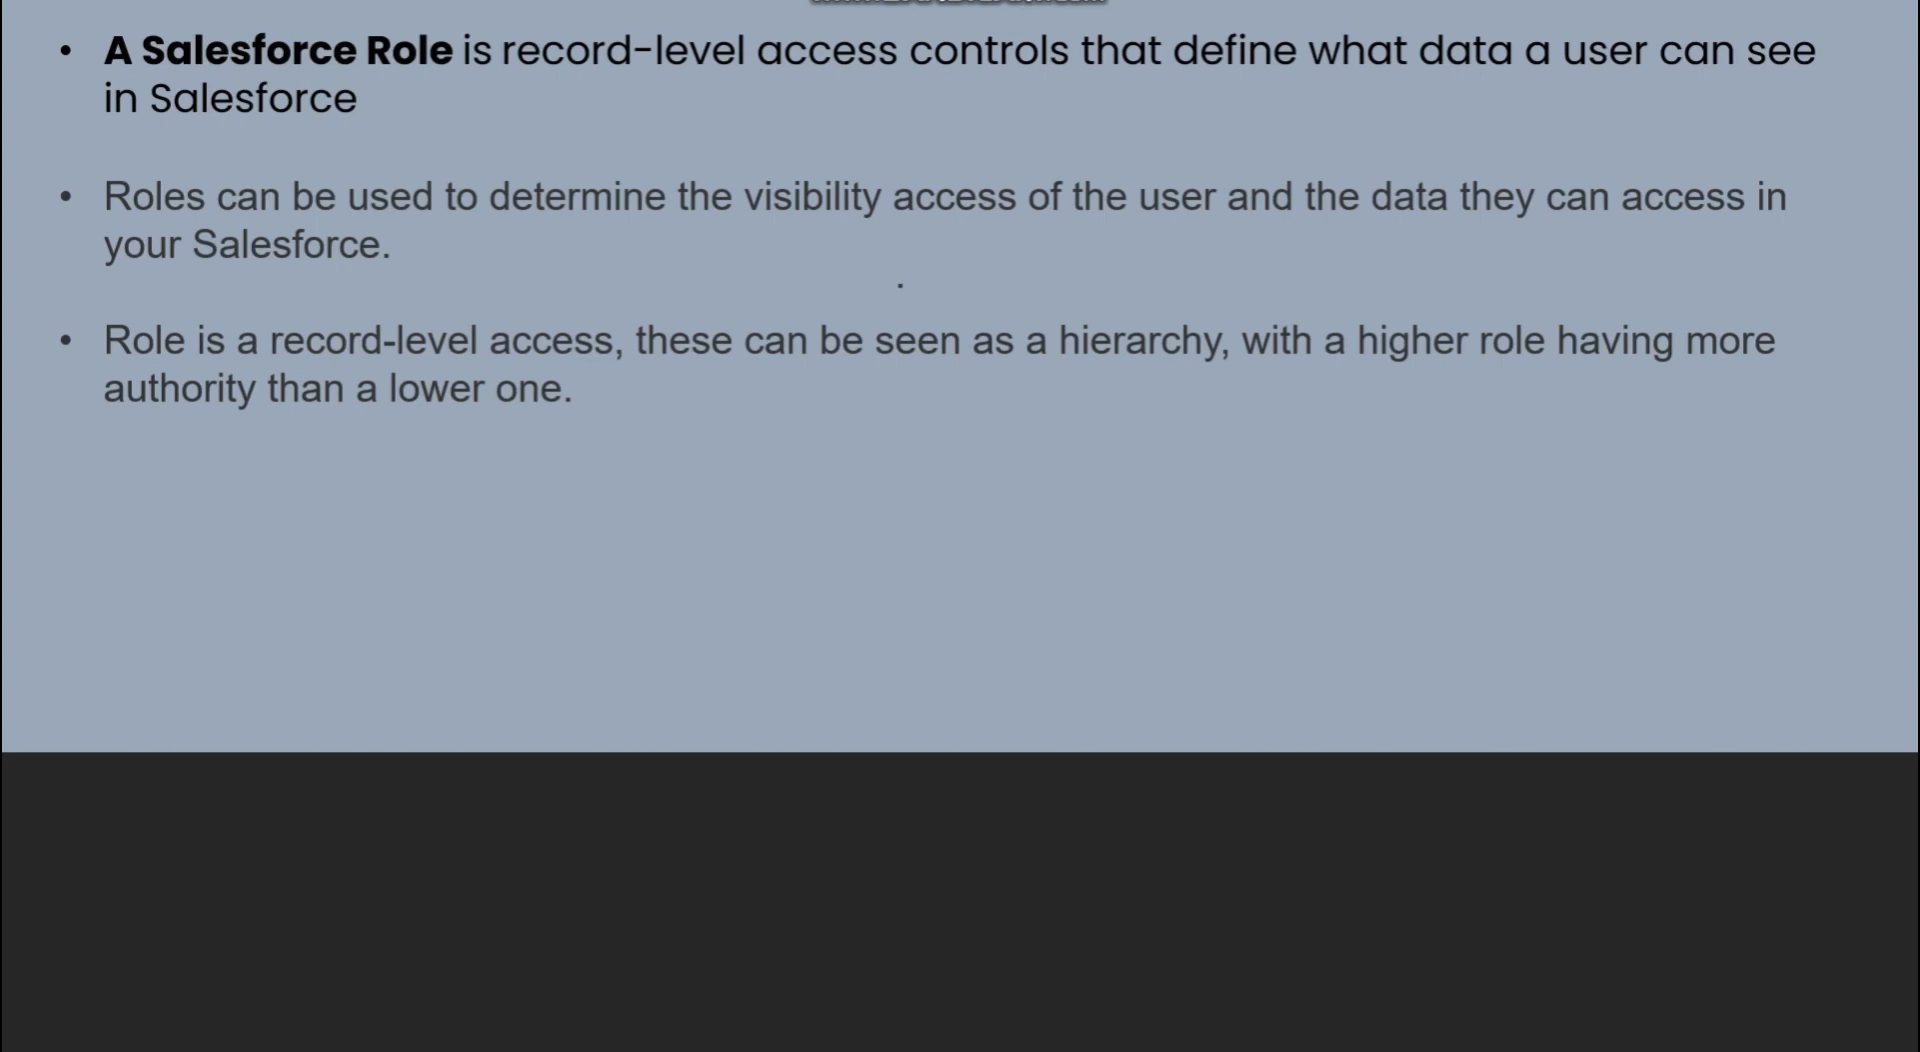 • A Salesforce Role is record-level access controls that define what data a user can see
in Salesforce
• Roles can be used to determine the visibility access of the user and the data they can access in
your Salesforce.
.
• Role is a record-level access, these can be seen as a hierarchy, with a higher role having more
authority than a lower one.